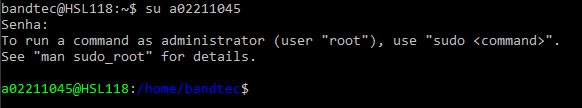 bandtec@HSL118:~$ su a02211045
Senha:
To run a command as administrator (user "root"), use "sudo <command>".
See "man sudo_root" for details.
a02211045@HSL118:/home/bandtec$